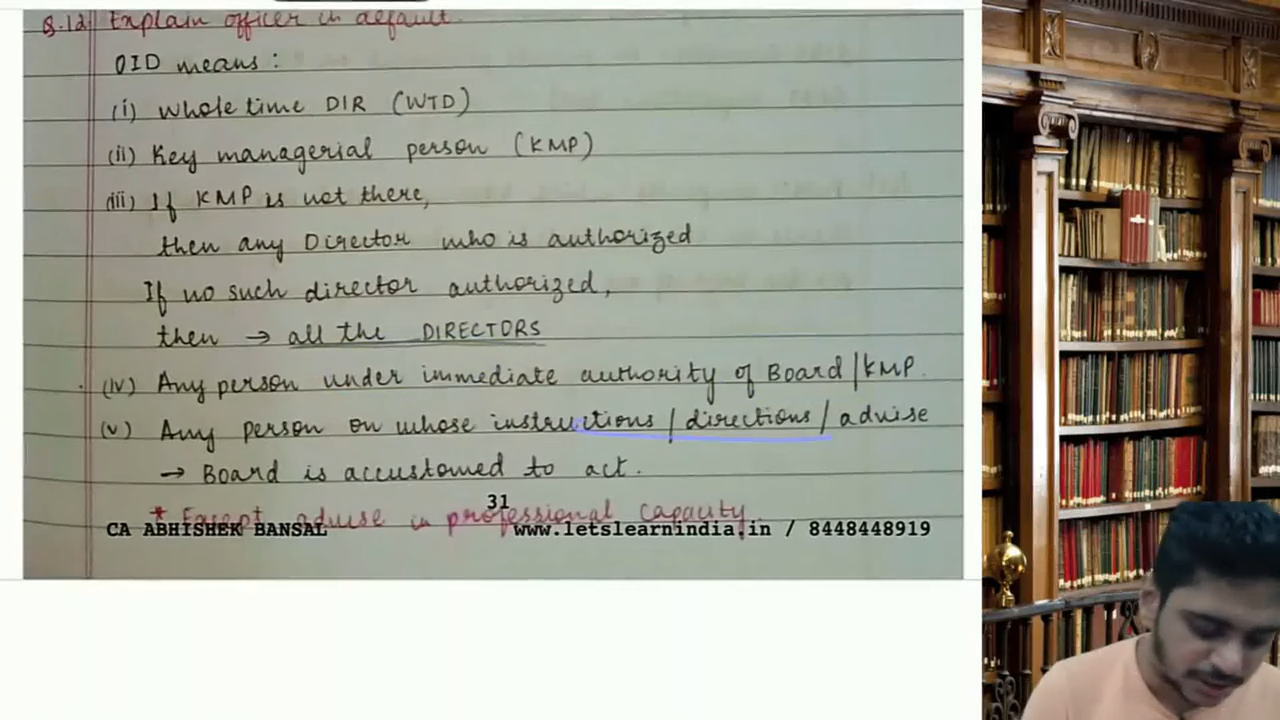 Q.12 Explain officer in default.
OID means :
(i) Whole time DIR (WTD)
(ii) Key managerial person (KMP)
(iii) If KMP is not there,
then any Director who is authorized
If no such director authorized,
then → all the DIRECTORS
(iv) Any person under immediate authority of Board/KMP.
(v) Any person on whose instructions / directions / advise
→ Board is accustomed to act.
31
* Except advise in professional capacity.
CA ABHISHEK BANSAL www.letslearnindia.in / 8448448919